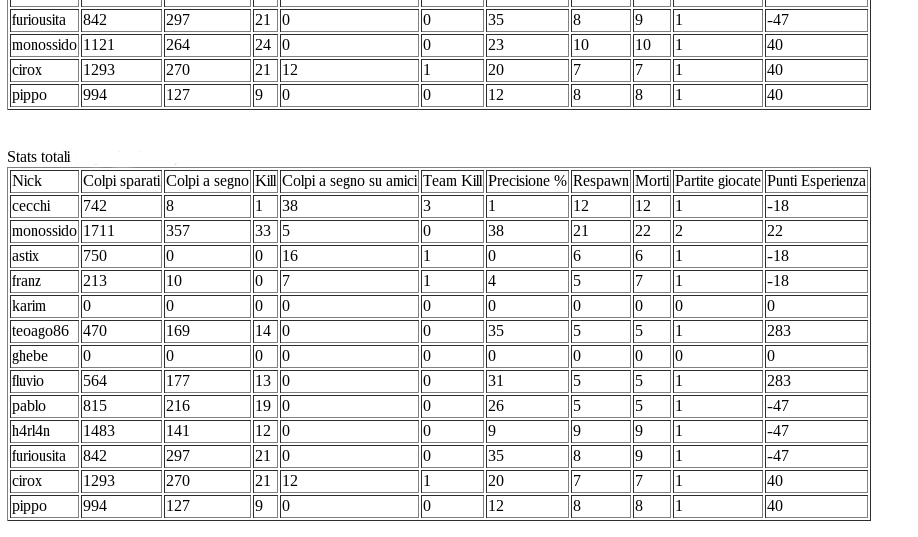 furiousita 842 297 21 0 0 35 8 9 1 -47
monossido 1121 264 24 0 0 23 10 10 1 40
cirox 1293 270 21 12 1 20 7 7 1 40
pippo 994 127 9 0 0 12 8 8 1 40
Stats totali
Nick Colpi sparati Colpi a segno Kill Colpi a segno su amici Team Kill Precisione % Respawn Morti Partite giocate Punti Esperienza
cecchi 742 8 1 38 3 1 12 12 1 -18
monossido 1711 357 33 5 0 38 21 22 2 22
astix 750 0 0 16 1 0 6 6 1 -18
franz 213 10 0 7 1 4 5 7 1 -18
karim 0 0 0 0 0 0 0 0 0 0
teoago86 470 169 14 0 0 35 5 5 1 283
ghebe 0 0 0 0 0 0 0 0 0 0
fluvio 564 177 13 0 0 31 5 5 1 283
pablo 815 216 19 0 0 26 5 5 1 -47
h4rl4n 1483 141 12 0 0 9 9 9 1 -47
furiousita 842 297 21 0 0 35 8 9 1 -47
cirox 1293 270 21 12 1 20 7 7 1 40
pippo 994 127 9 0 0 12 8 8 1 40